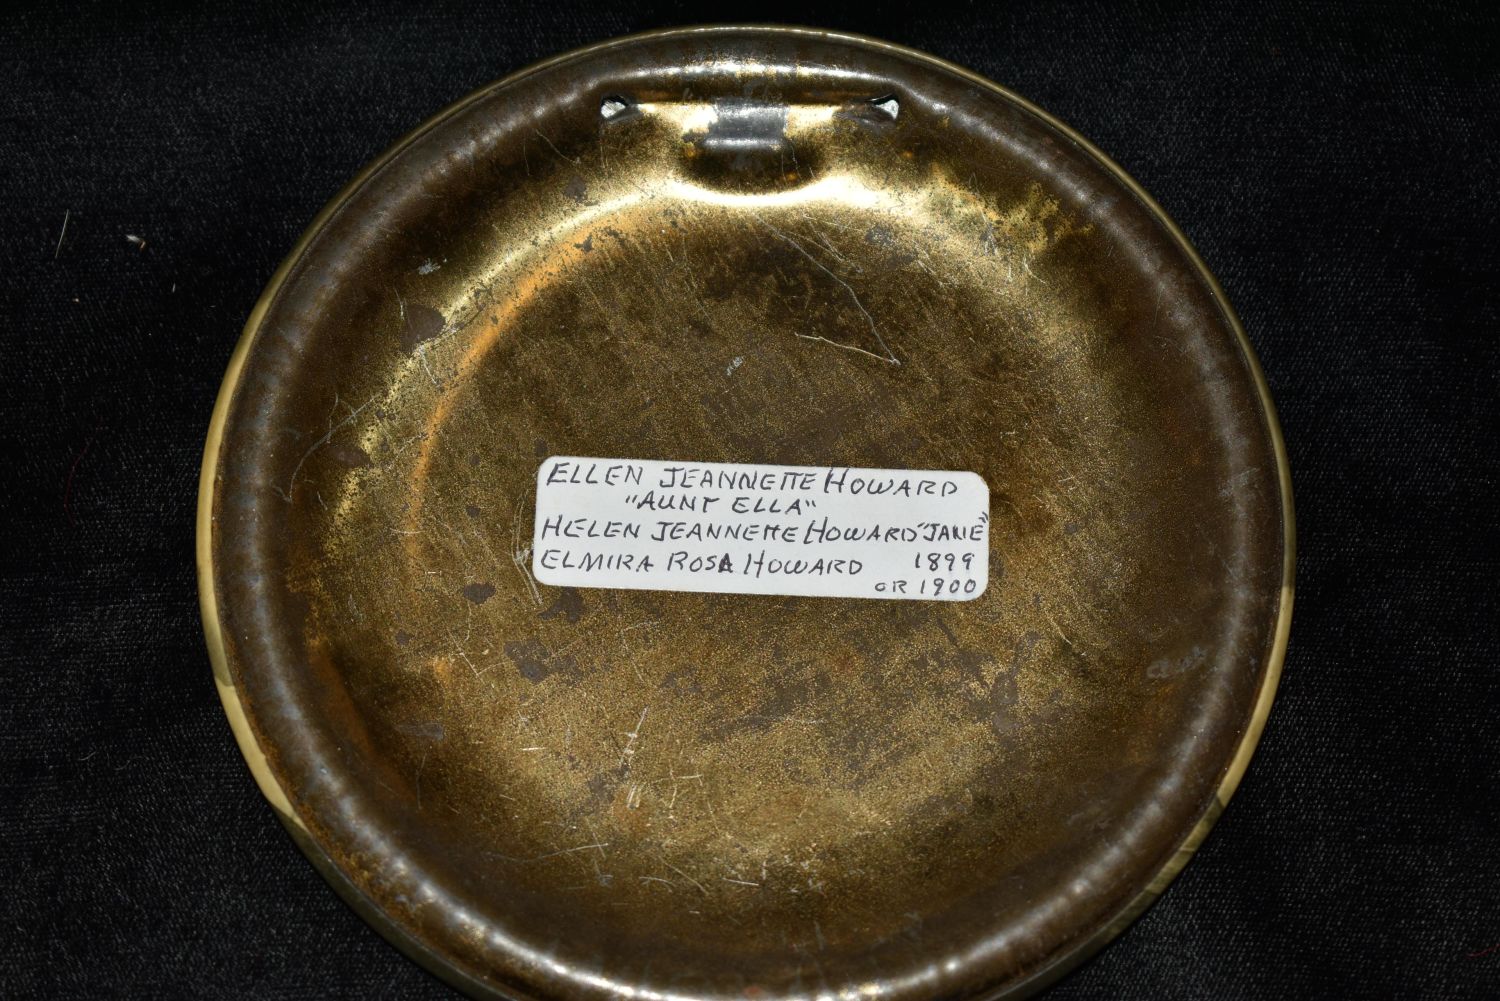 ELLEN JEANNETTE HOWARD
"AUNT ELLA"
HELEN JEANNETTE HOWARD "JANE"
ELMIRA ROSA HOWARD 1899
OR 1900